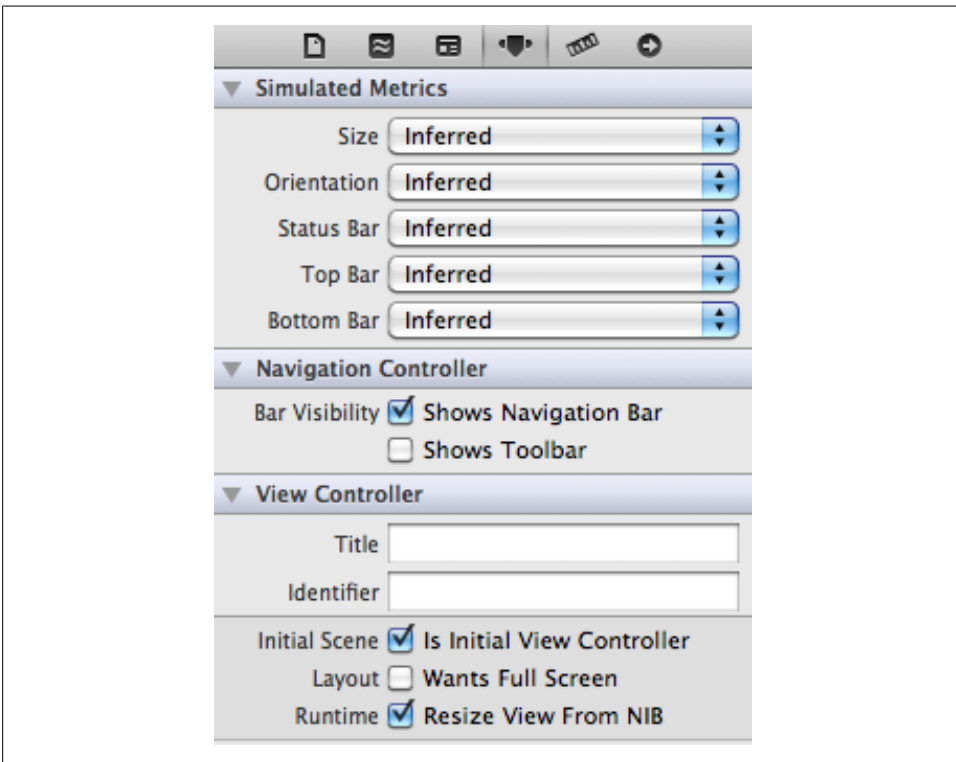 Simulated Metrics
Size Inferred
Orientation Inferred
Status Bar Inferred
Top Bar Inferred
Bottom Bar Inferred
Navigation Controller
Bar Visibility Shows Navigation Bar
Shows Toolbar
View Controller
Title
Identifier
Initial Scene Is Initial View Controller
Layout Wants Full Screen
Runtime Resize View From NIB